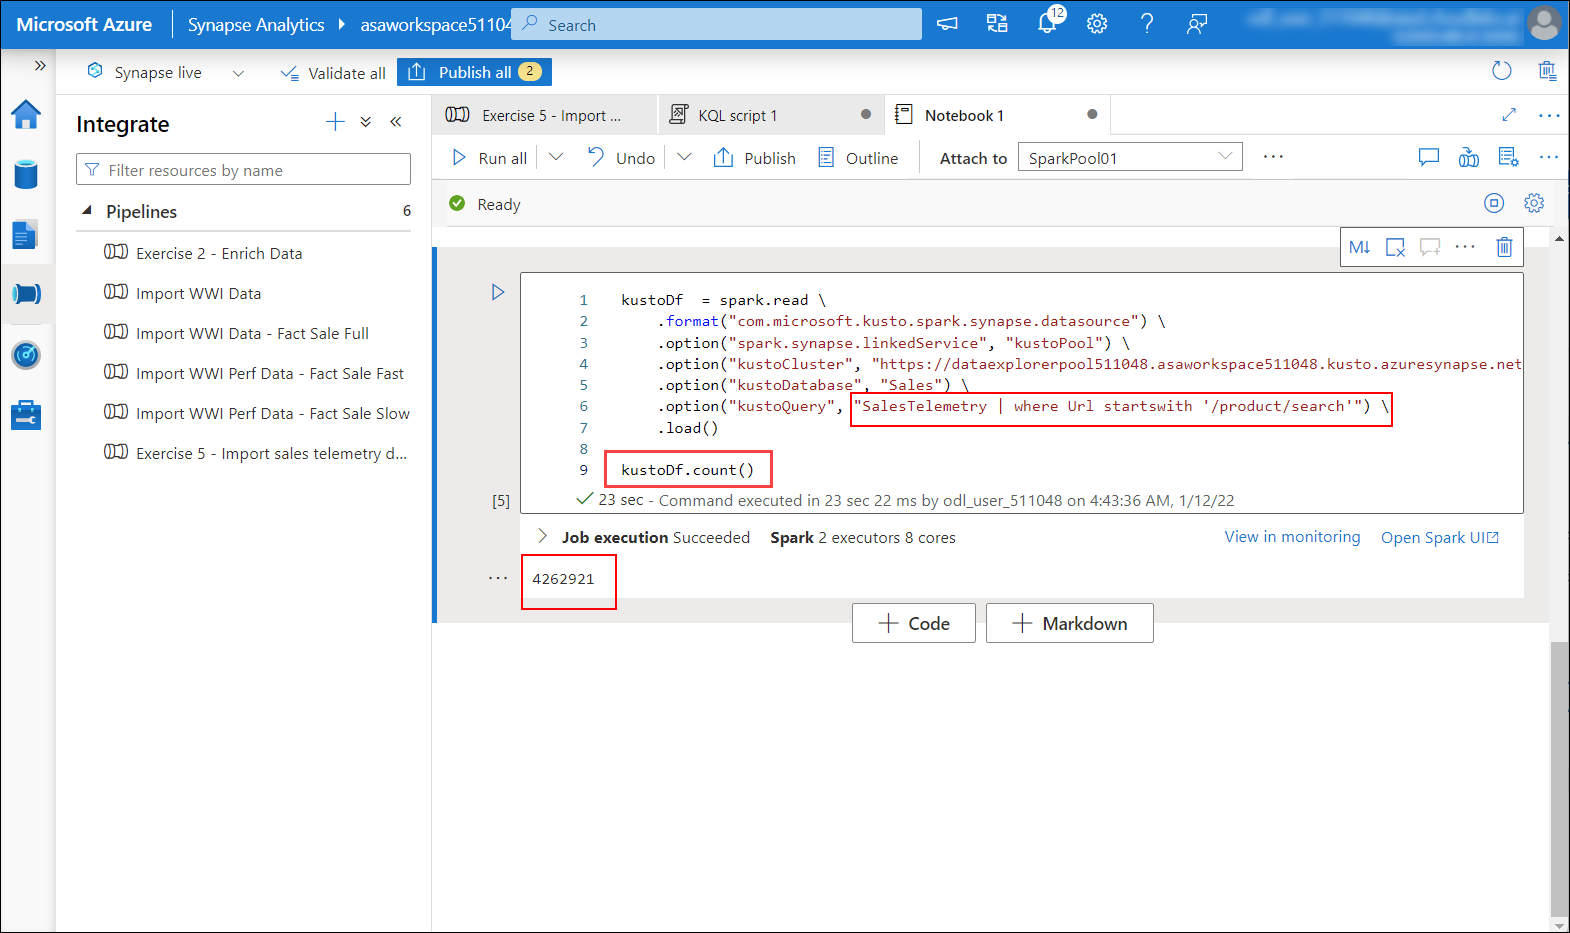 Microsoft Azure
Synapse Analytics
asaworkspace51104
Search
12
Synapse live
Validate all
Publish all 2
Integrate
Filter resources by name
Pipelines 6
Exercise 2 - Enrich Data
Import WWI Data
Import WWI Data - Fact Sale Full
Import WWI Perf Data - Fact Sale Fast
Import WWI Perf Data - Fact Sale Slow
Exercise 5 - Import sales telemetry d...
Exercise 5 - Import ...
KQL script 1
Notebook 1
Run all
Undo
Publish
Outline
Attach to
SparkPool01
Ready
M↓
1 kustoDf  = spark.read \
2     .format("com.microsoft.kusto.spark.synapse.datasource") \
3     .option("spark.synapse.linkedService", "kustoPool") \
4     .option("kustoCluster", "https://dataexplorerpool511048.asaworkspace511048.kusto.azuresynapse.net
5     .option("kustoDatabase", "Sales") \
6     .option("kustoQuery", "SalesTelemetry | where Url startswith '/product/search'") \
7     .load()
8
9 kustoDf.count()
[5]
23 sec - Command executed in 23 sec 22 ms by odl_user_511048 on 4:43:36 AM, 1/12/22
Job execution Succeeded Spark 2 executors 8 cores
View in monitoring
Open Spark UI
4262921
Code
Markdown